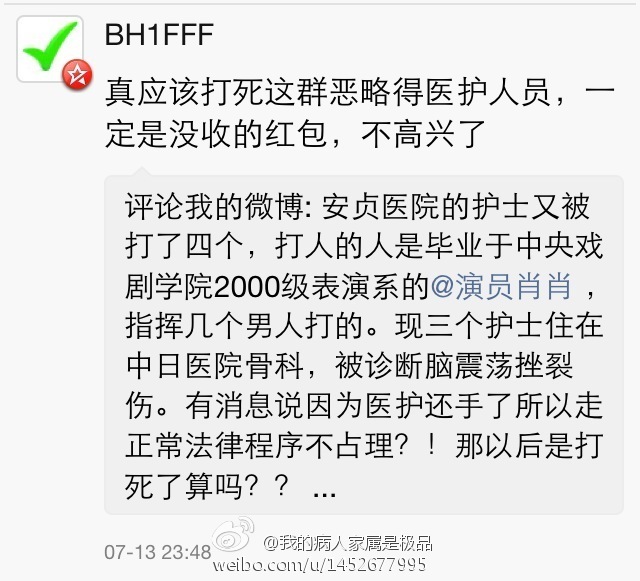 BH1FFF
真应该打死这群恶略得医护人员，一
定是没收的红包，不高兴了
评论我的微博: 安贞医院的护士又被
打了四个，打人的人是毕业于中央戏
剧学院2000级表演系的@演员肖肖，
指挥几个男人打的。现三个护士住在
中日医院骨科，被诊断脑震荡挫裂
伤。有消息说因为医护还手了所以走
正常法律程序不占理？！那以后是打
死了算吗？？ ...
07-13 23:48
@我的病人家属是极品
weibo.com/u/1452677995